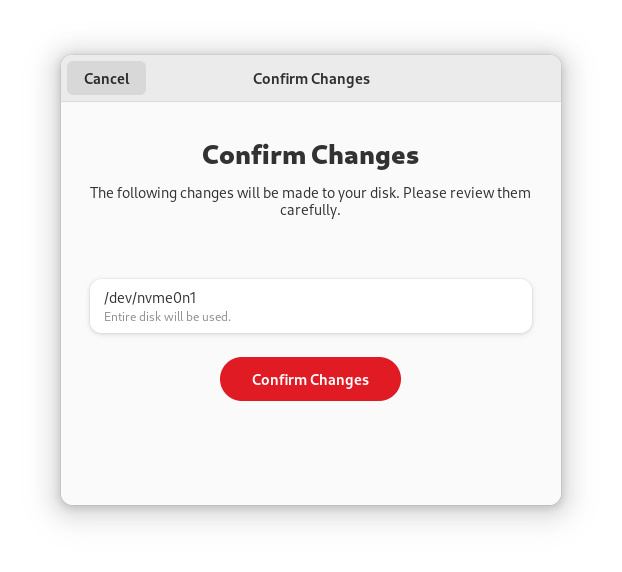 Cancel
Confirm Changes
Confirm Changes
The following changes will be made to your disk. Please review them
carefully.
/dev/nvme0n1
Entire disk will be used.
Confirm Changes